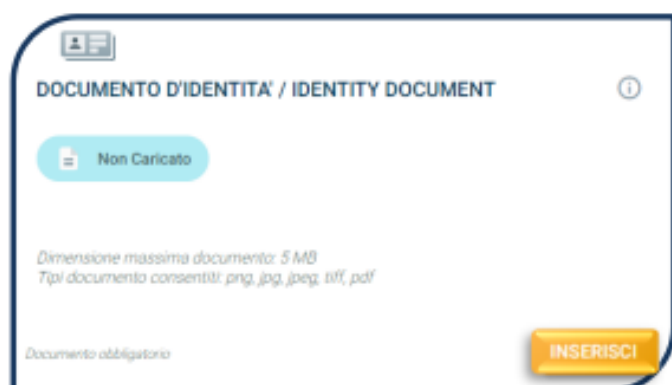 DOCUMENTO D'IDENTITA' / IDENTITY DOCUMENT
Non Caricato
Dimensione massima documento: 5 MB
Tipi documento consentiti: png, jpg, jpeg, tiff, pdf
Documento obbligatorio
INSERISCI